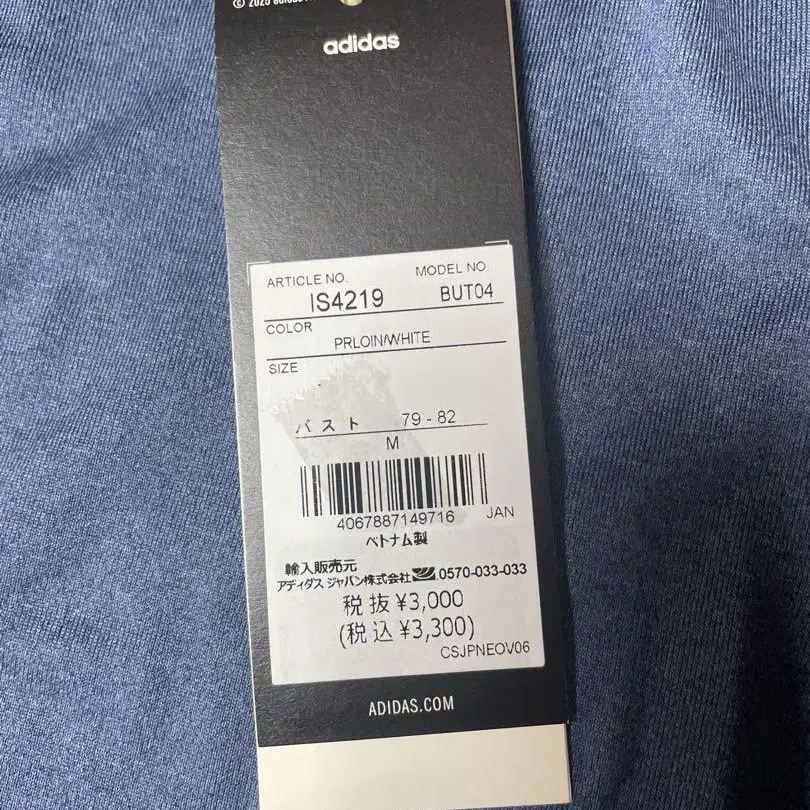 © 2025 adidas
adidas
ARTICLE NO. MODEL NO.
IS4219 BUT04
COLOR
PRLOIN/WHITE
SIZE
バスト 79 - 82
M
4067887149716 JAN
ベトナム製
輸入販売元
アディダス ジャパン株式会社 0570-033-033
税抜 ¥3,000
(税込 ¥3,300)
CSJPNEOV06
ADIDAS.COM